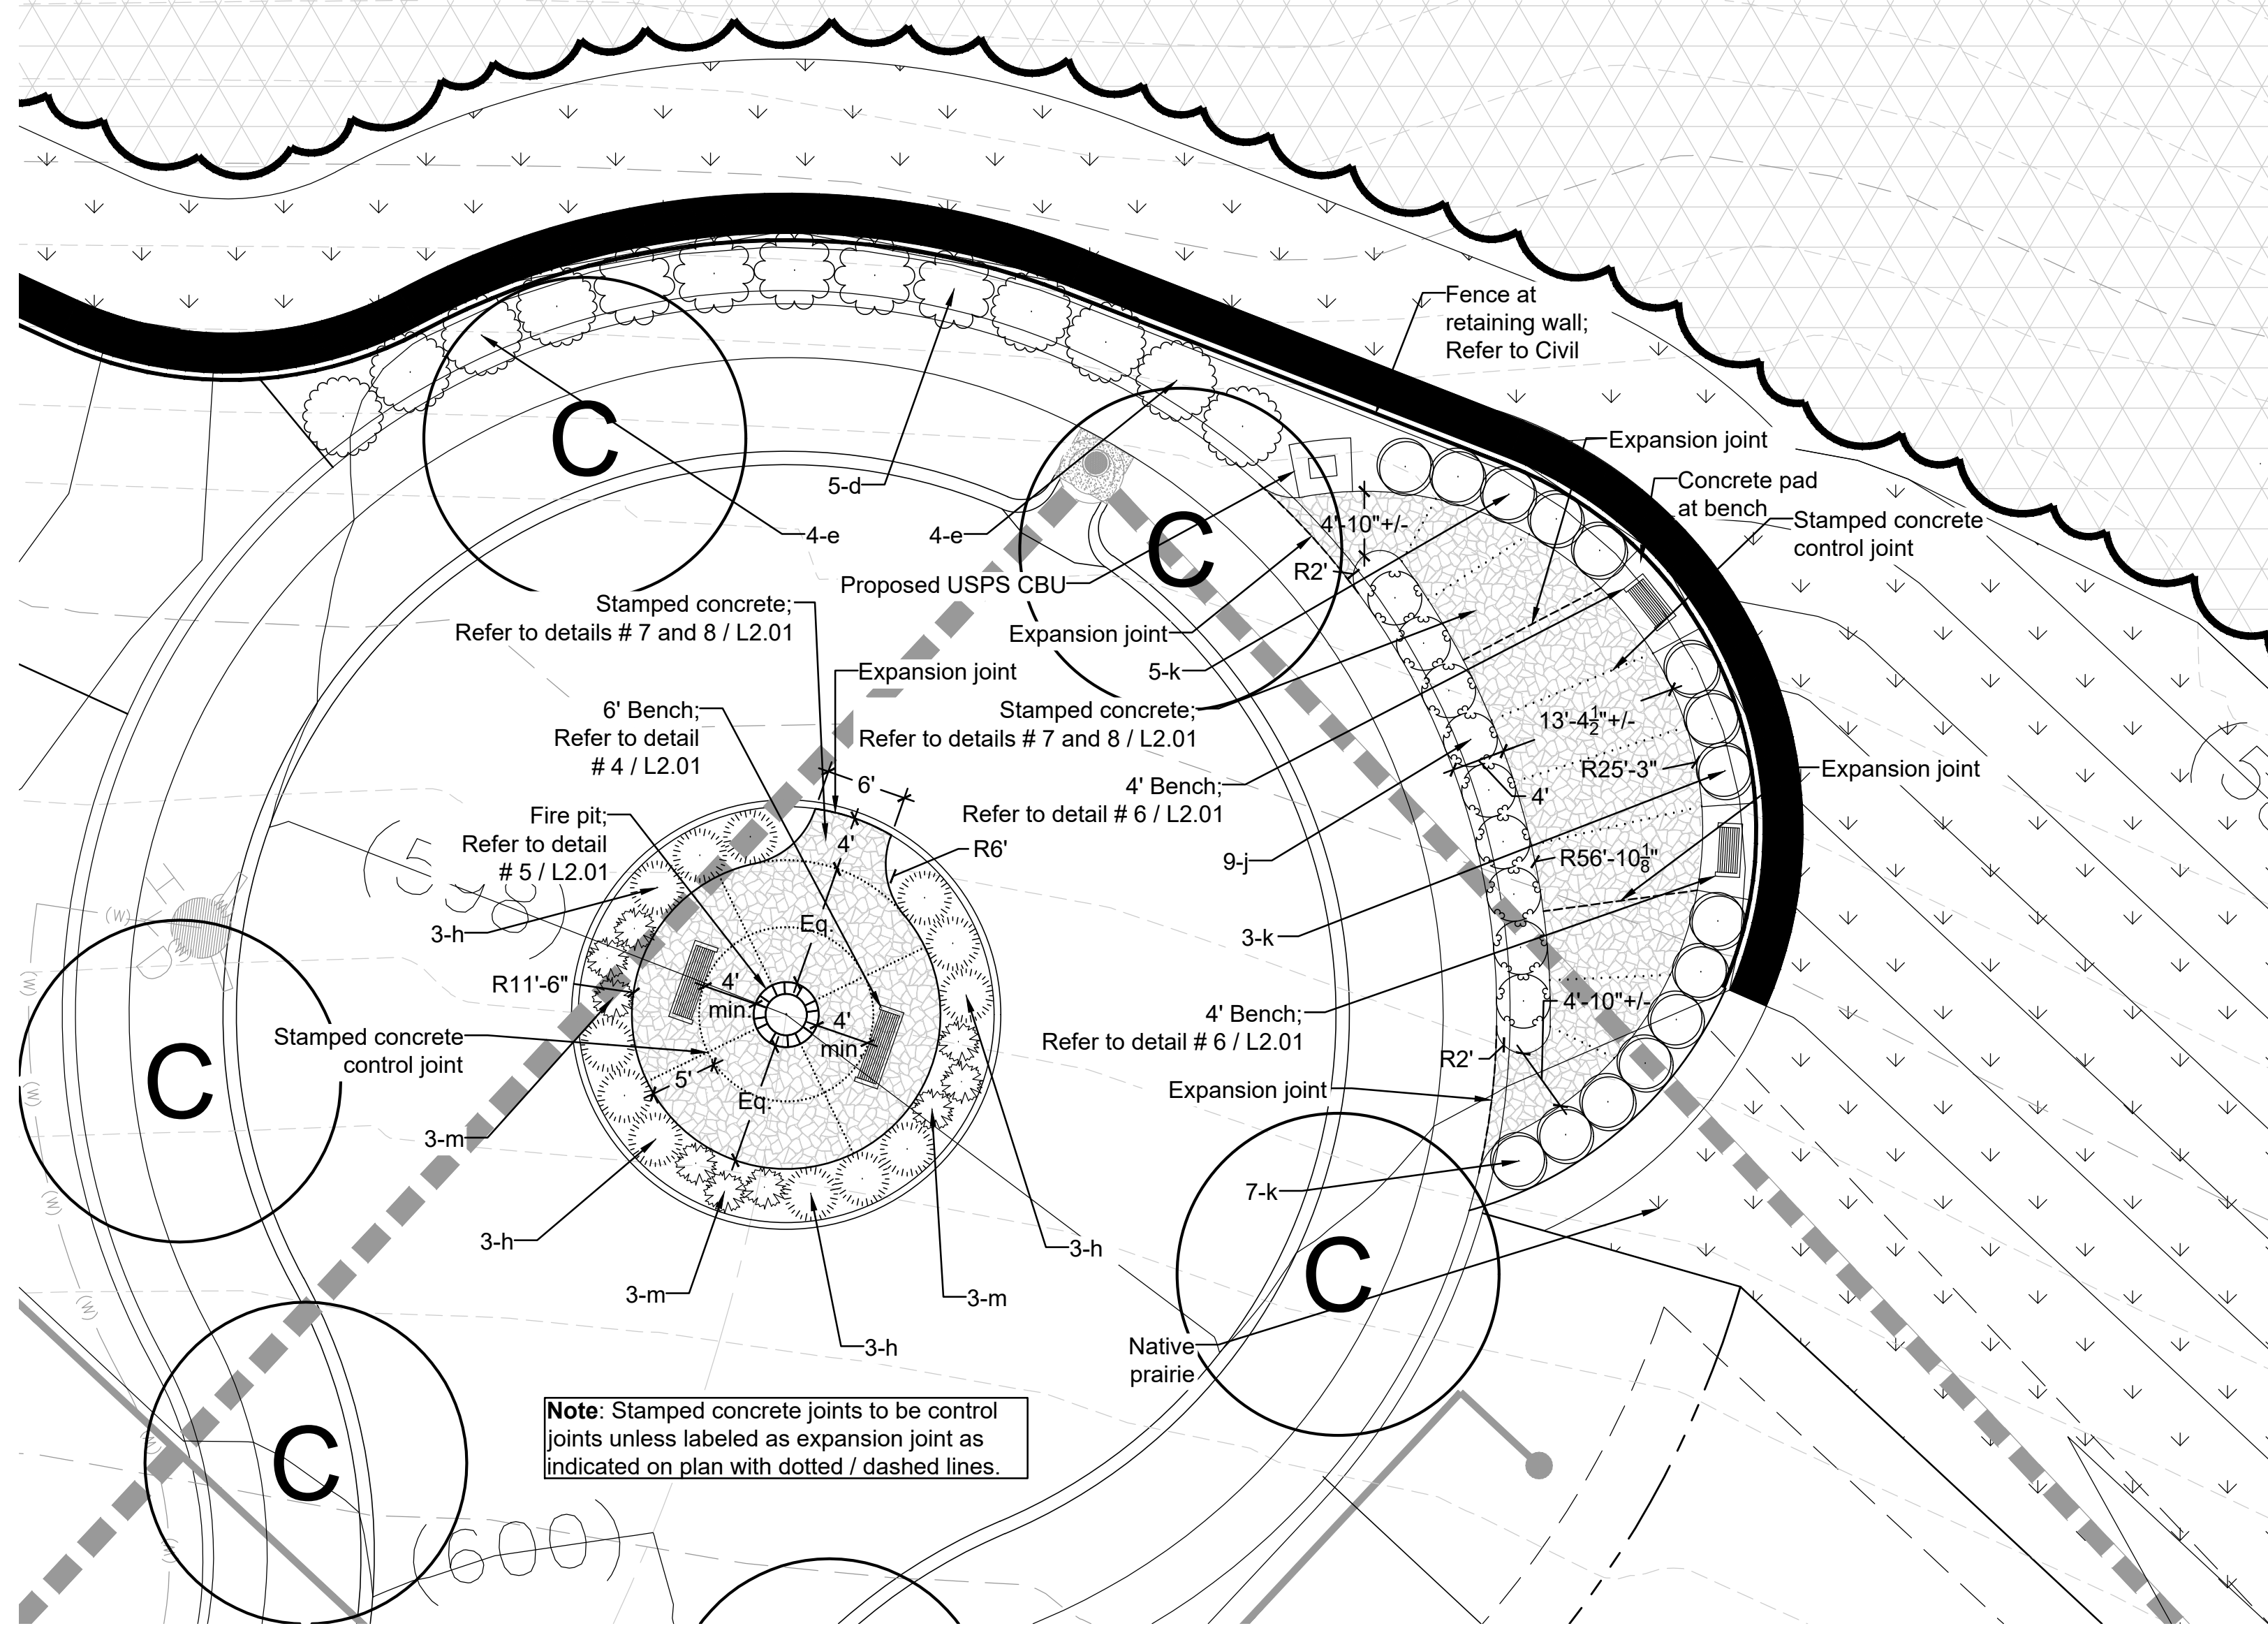 Fence at
retaining wall;
Refer to Civil
C
Expansion joint
Concrete pad
at bench
Stamped concrete
control joint
5-d
4-e
4-e
C
4'-10"+/-
R2'
Proposed USPS CBU
Stamped concrete;
Refer to details # 7 and 8 / L2.01
Expansion joint
Expansion joint
5-k
6' Bench;
Refer to detail
# 4 / L2.01
Stamped concrete;
Refer to details # 7 and 8 / L2.01
13'-4½"+/-
R25'-3"
Expansion joint
6'
4' Bench;
Refer to detail # 6 / L2.01
4'
Fire pit;
Refer to detail
# 5 / L2.01
4'
R6'
9-j
R56'-10⅛"
(W)
3-h
Eq.
3-k
R11'-6"
4'
min.
4'
min.
4'-10"+/-
4' Bench;
Refer to detail # 6 / L2.01
Stamped concrete
control joint
R2'
C
5'
Eq.
Expansion joint
3-m
7-k
3-h
3-h
3-m
3-m
C
3-h
Native
prairie
Note: Stamped concrete joints to be control
joints unless labeled as expansion joint as
indicated on plan with dotted / dashed lines.
C
(600)
(W)
(W)
(W)
(W)
(W)
(W)